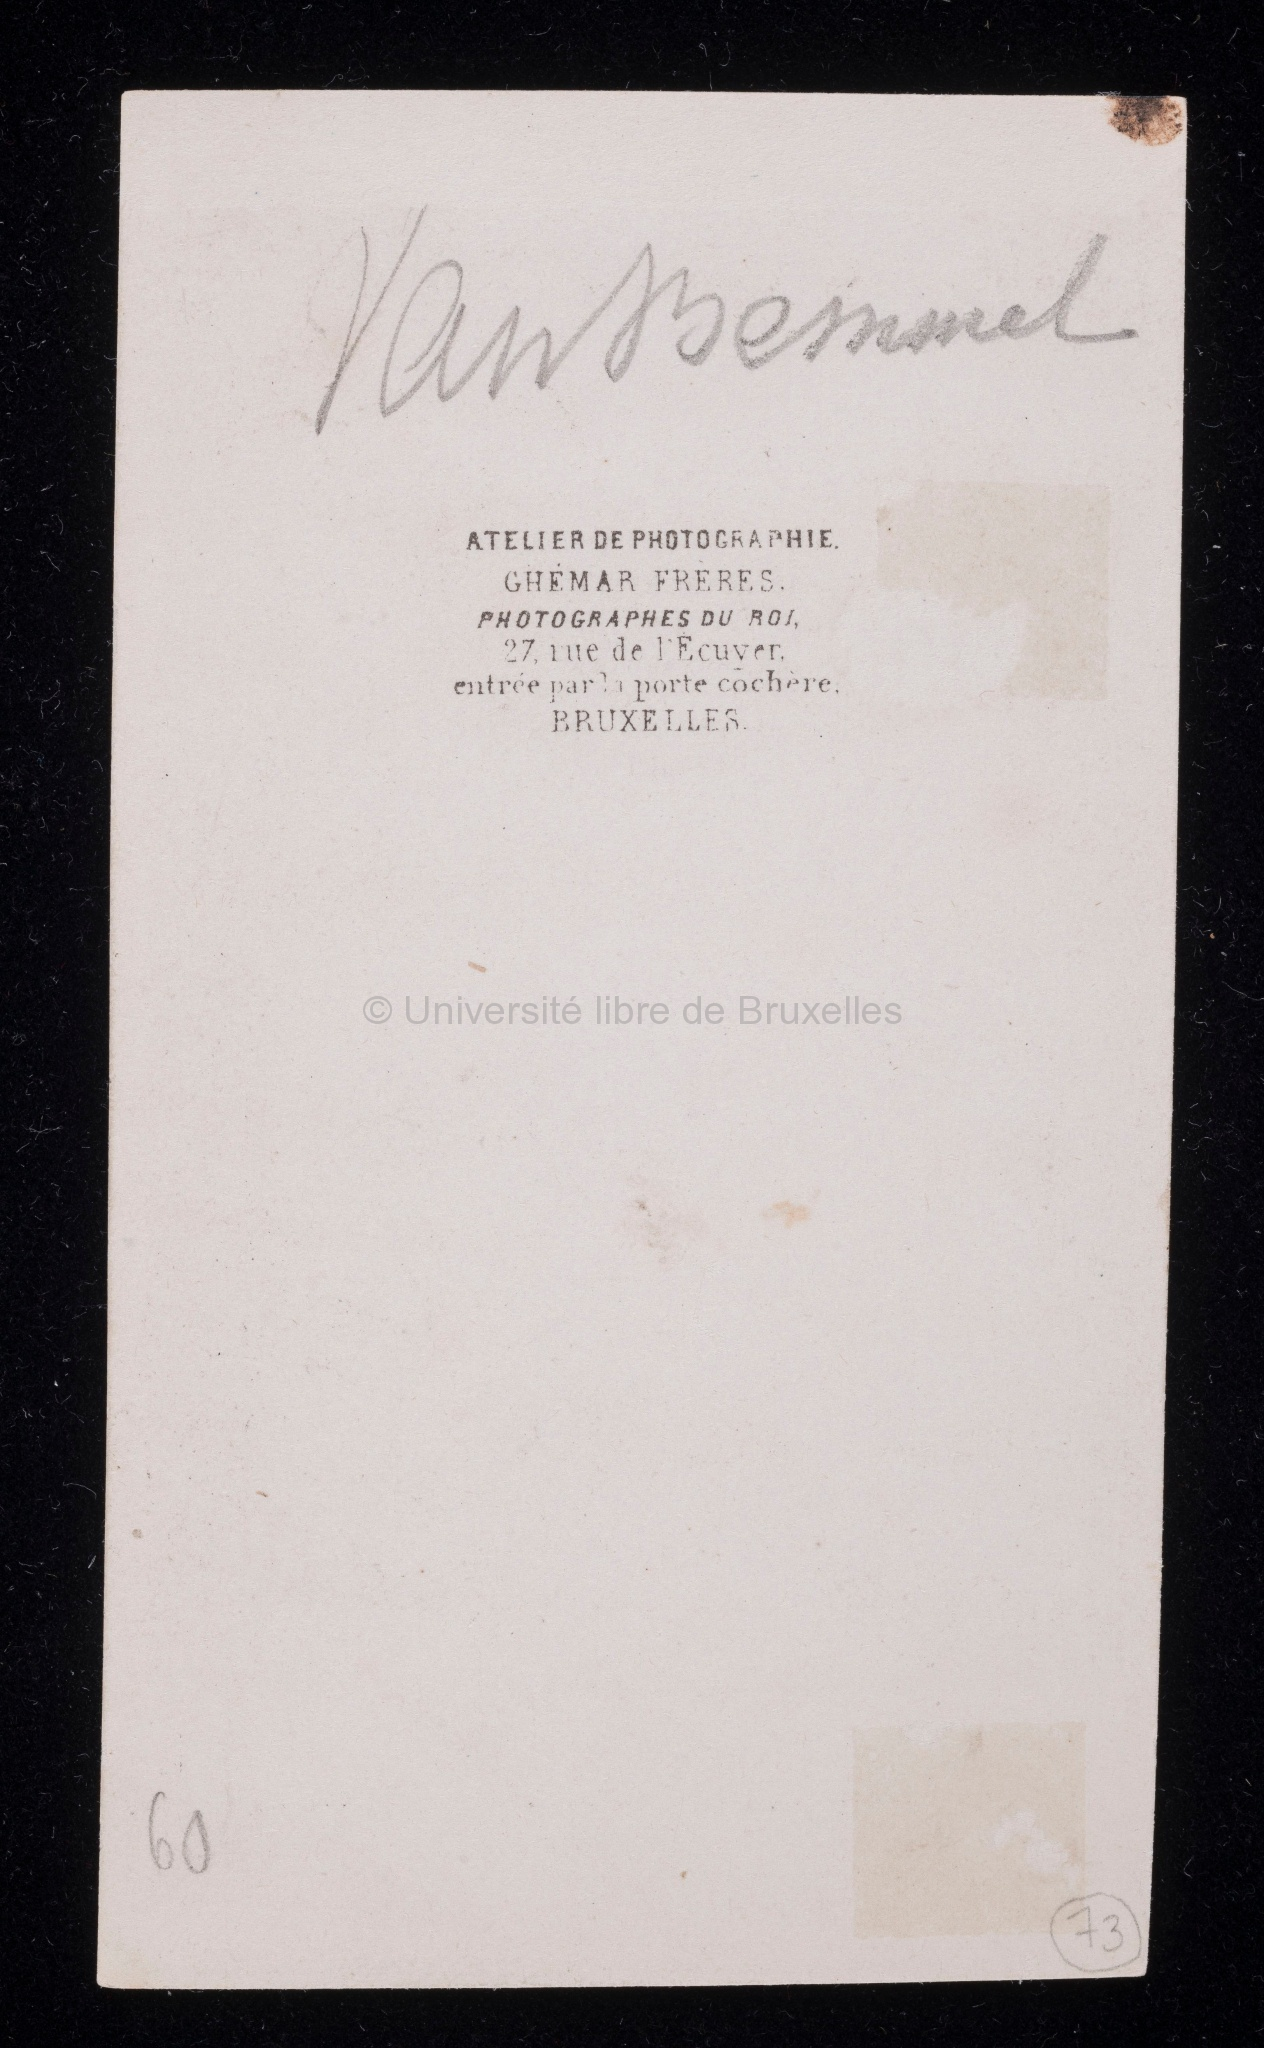 Van Bemmel
ATELIER DE PHOTOGRAPHIE.
GHÉMAR FRÈRES.
PHOTOGRAPHES DU ROI,
27, rue de l'Écuyer,
entrée par la porte cochère,
BRUXELLES.
© Université libre de Bruxelles
60
73